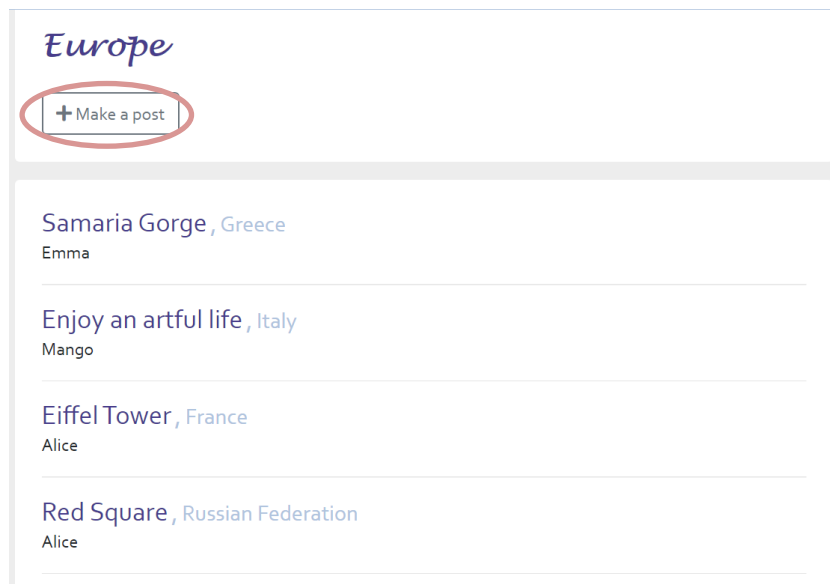 Europe
+ Make a post
Samaria Gorge , Greece
Emma
Enjoy an artful life , Italy
Mango
Eiffel Tower , France
Alice
Red Square , Russian Federation
Alice